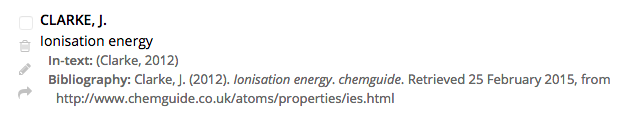 CLARKE, J.
Ionisation energy
In-text: (Clarke, 2012)
Bibliography: Clarke, J. (2012). Ionisation energy. chemguide. Retrieved 25 February 2015, from
http://www.chemguide.co.uk/atoms/properties/ies.html